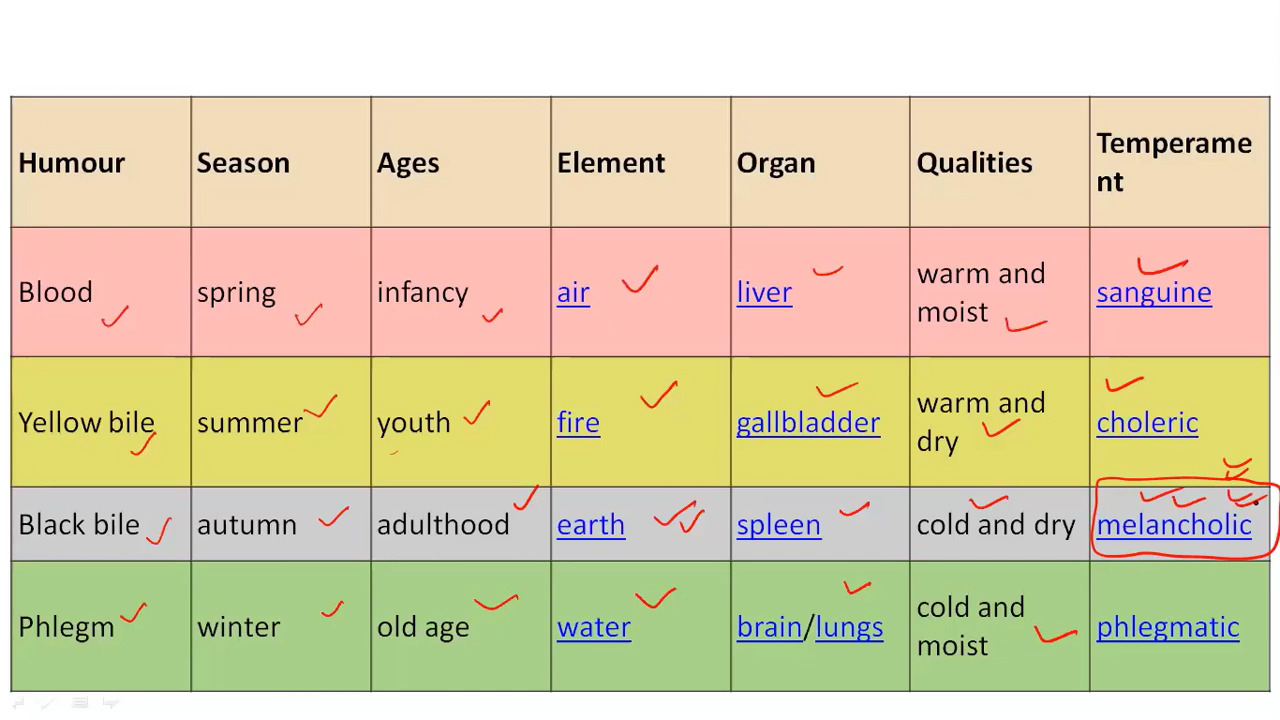 Humour Season Ages Element Organ Qualities Temperame
nt
Blood spring infancy air liver warm and
moist sanguine
Yellow bile summer youth fire gallbladder warm and
dry choleric
Black bile autumn adulthood earth spleen cold and dry melancholic
Phlegm winter old age water brain/lungs cold and
moist phlegmatic